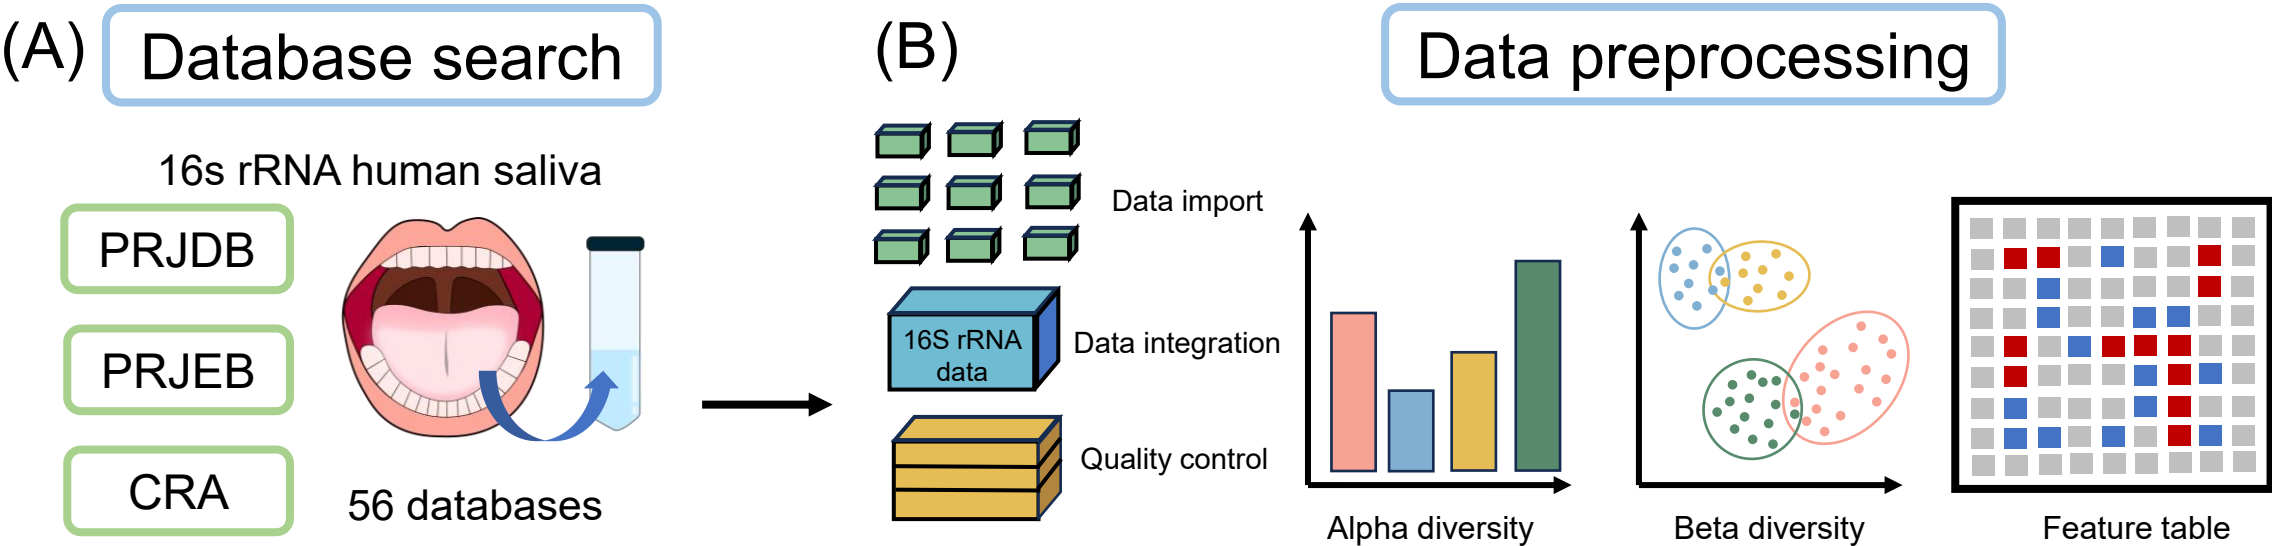 (A)
Database search
16s rRNA human saliva
PRJDB
PRJEB
CRA
56 databases
(B)
Data preprocessing
Data import
16S rRNA
data
Data integration
Quality control
Alpha diversity
Beta diversity
Feature table